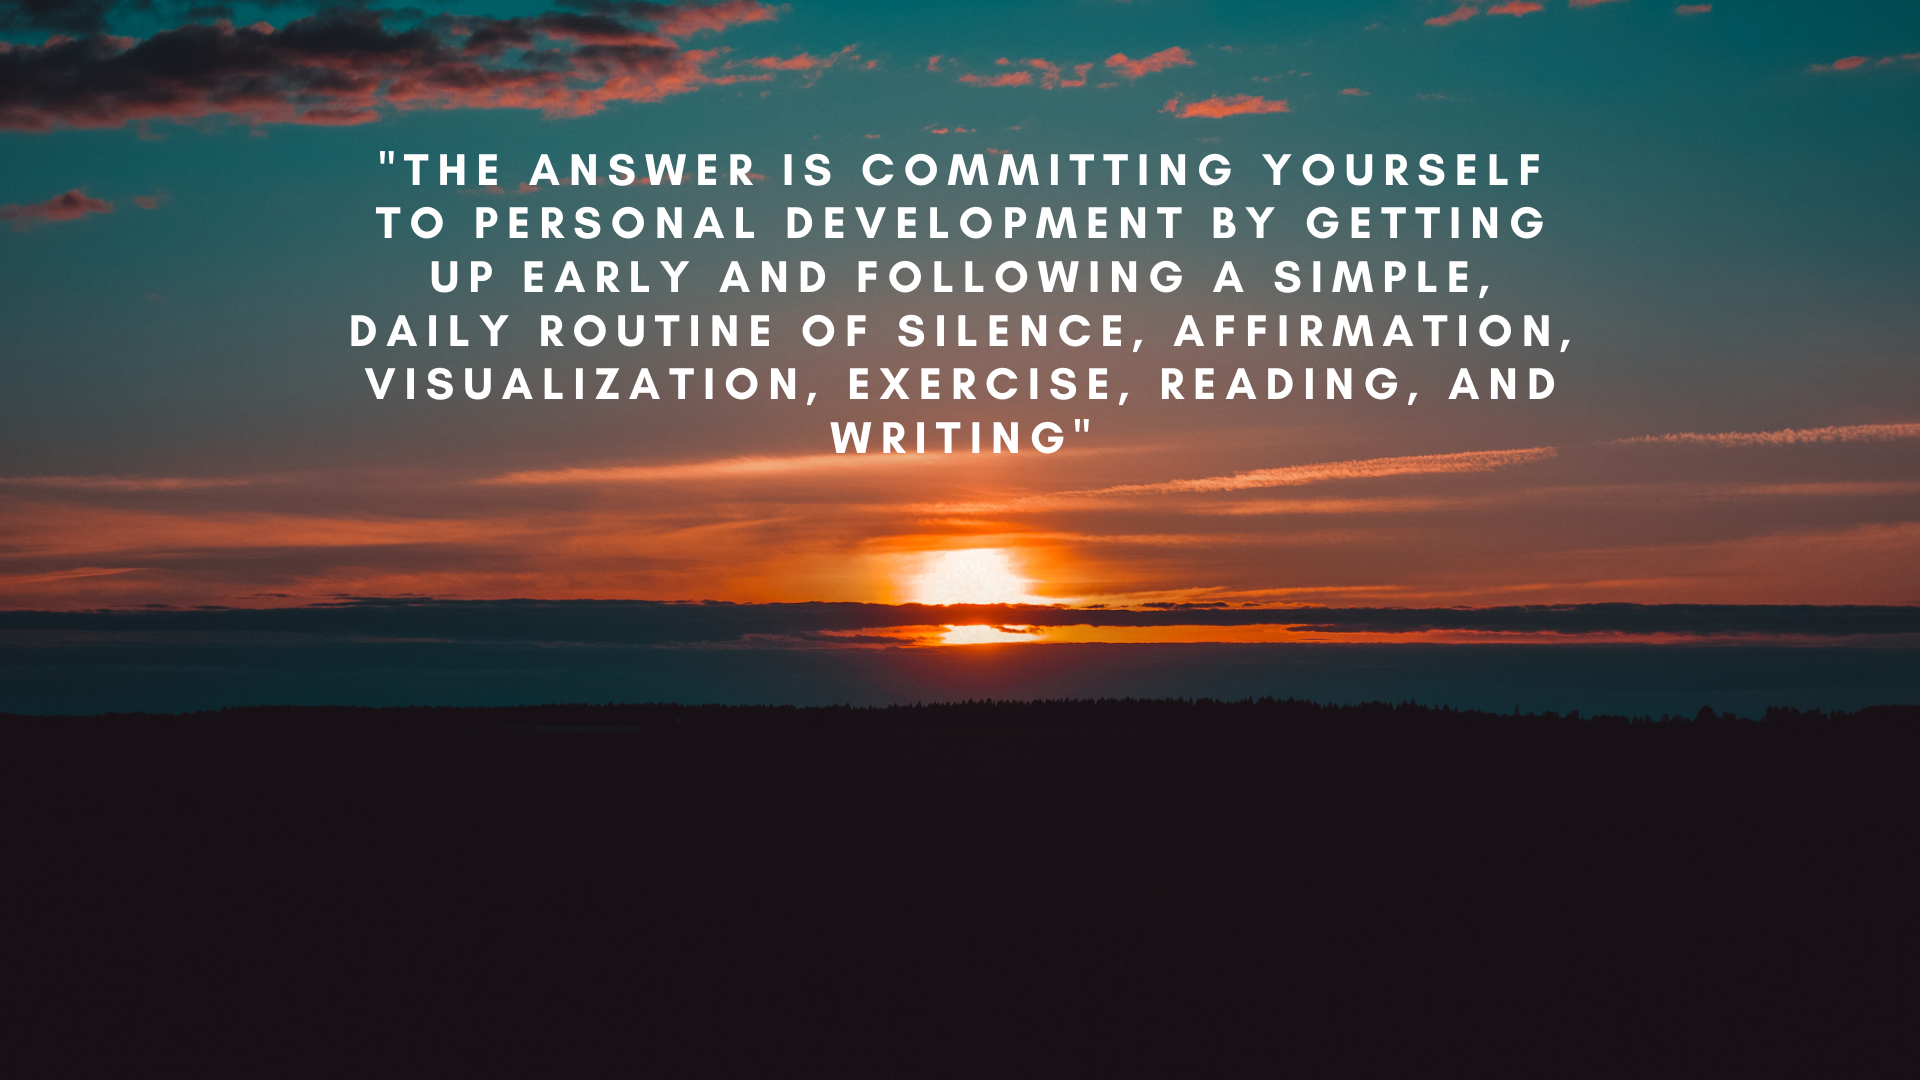 "THE ANSWER IS COMMITTING YOURSELF
TO PERSONAL DEVELOPMENT BY GETTING
UP EARLY AND FOLLOWING A SIMPLE,
DAILY ROUTINE OF SILENCE, AFFIRMATION,
VISUALIZATION, EXERCISE, READING, AND
WRITING"